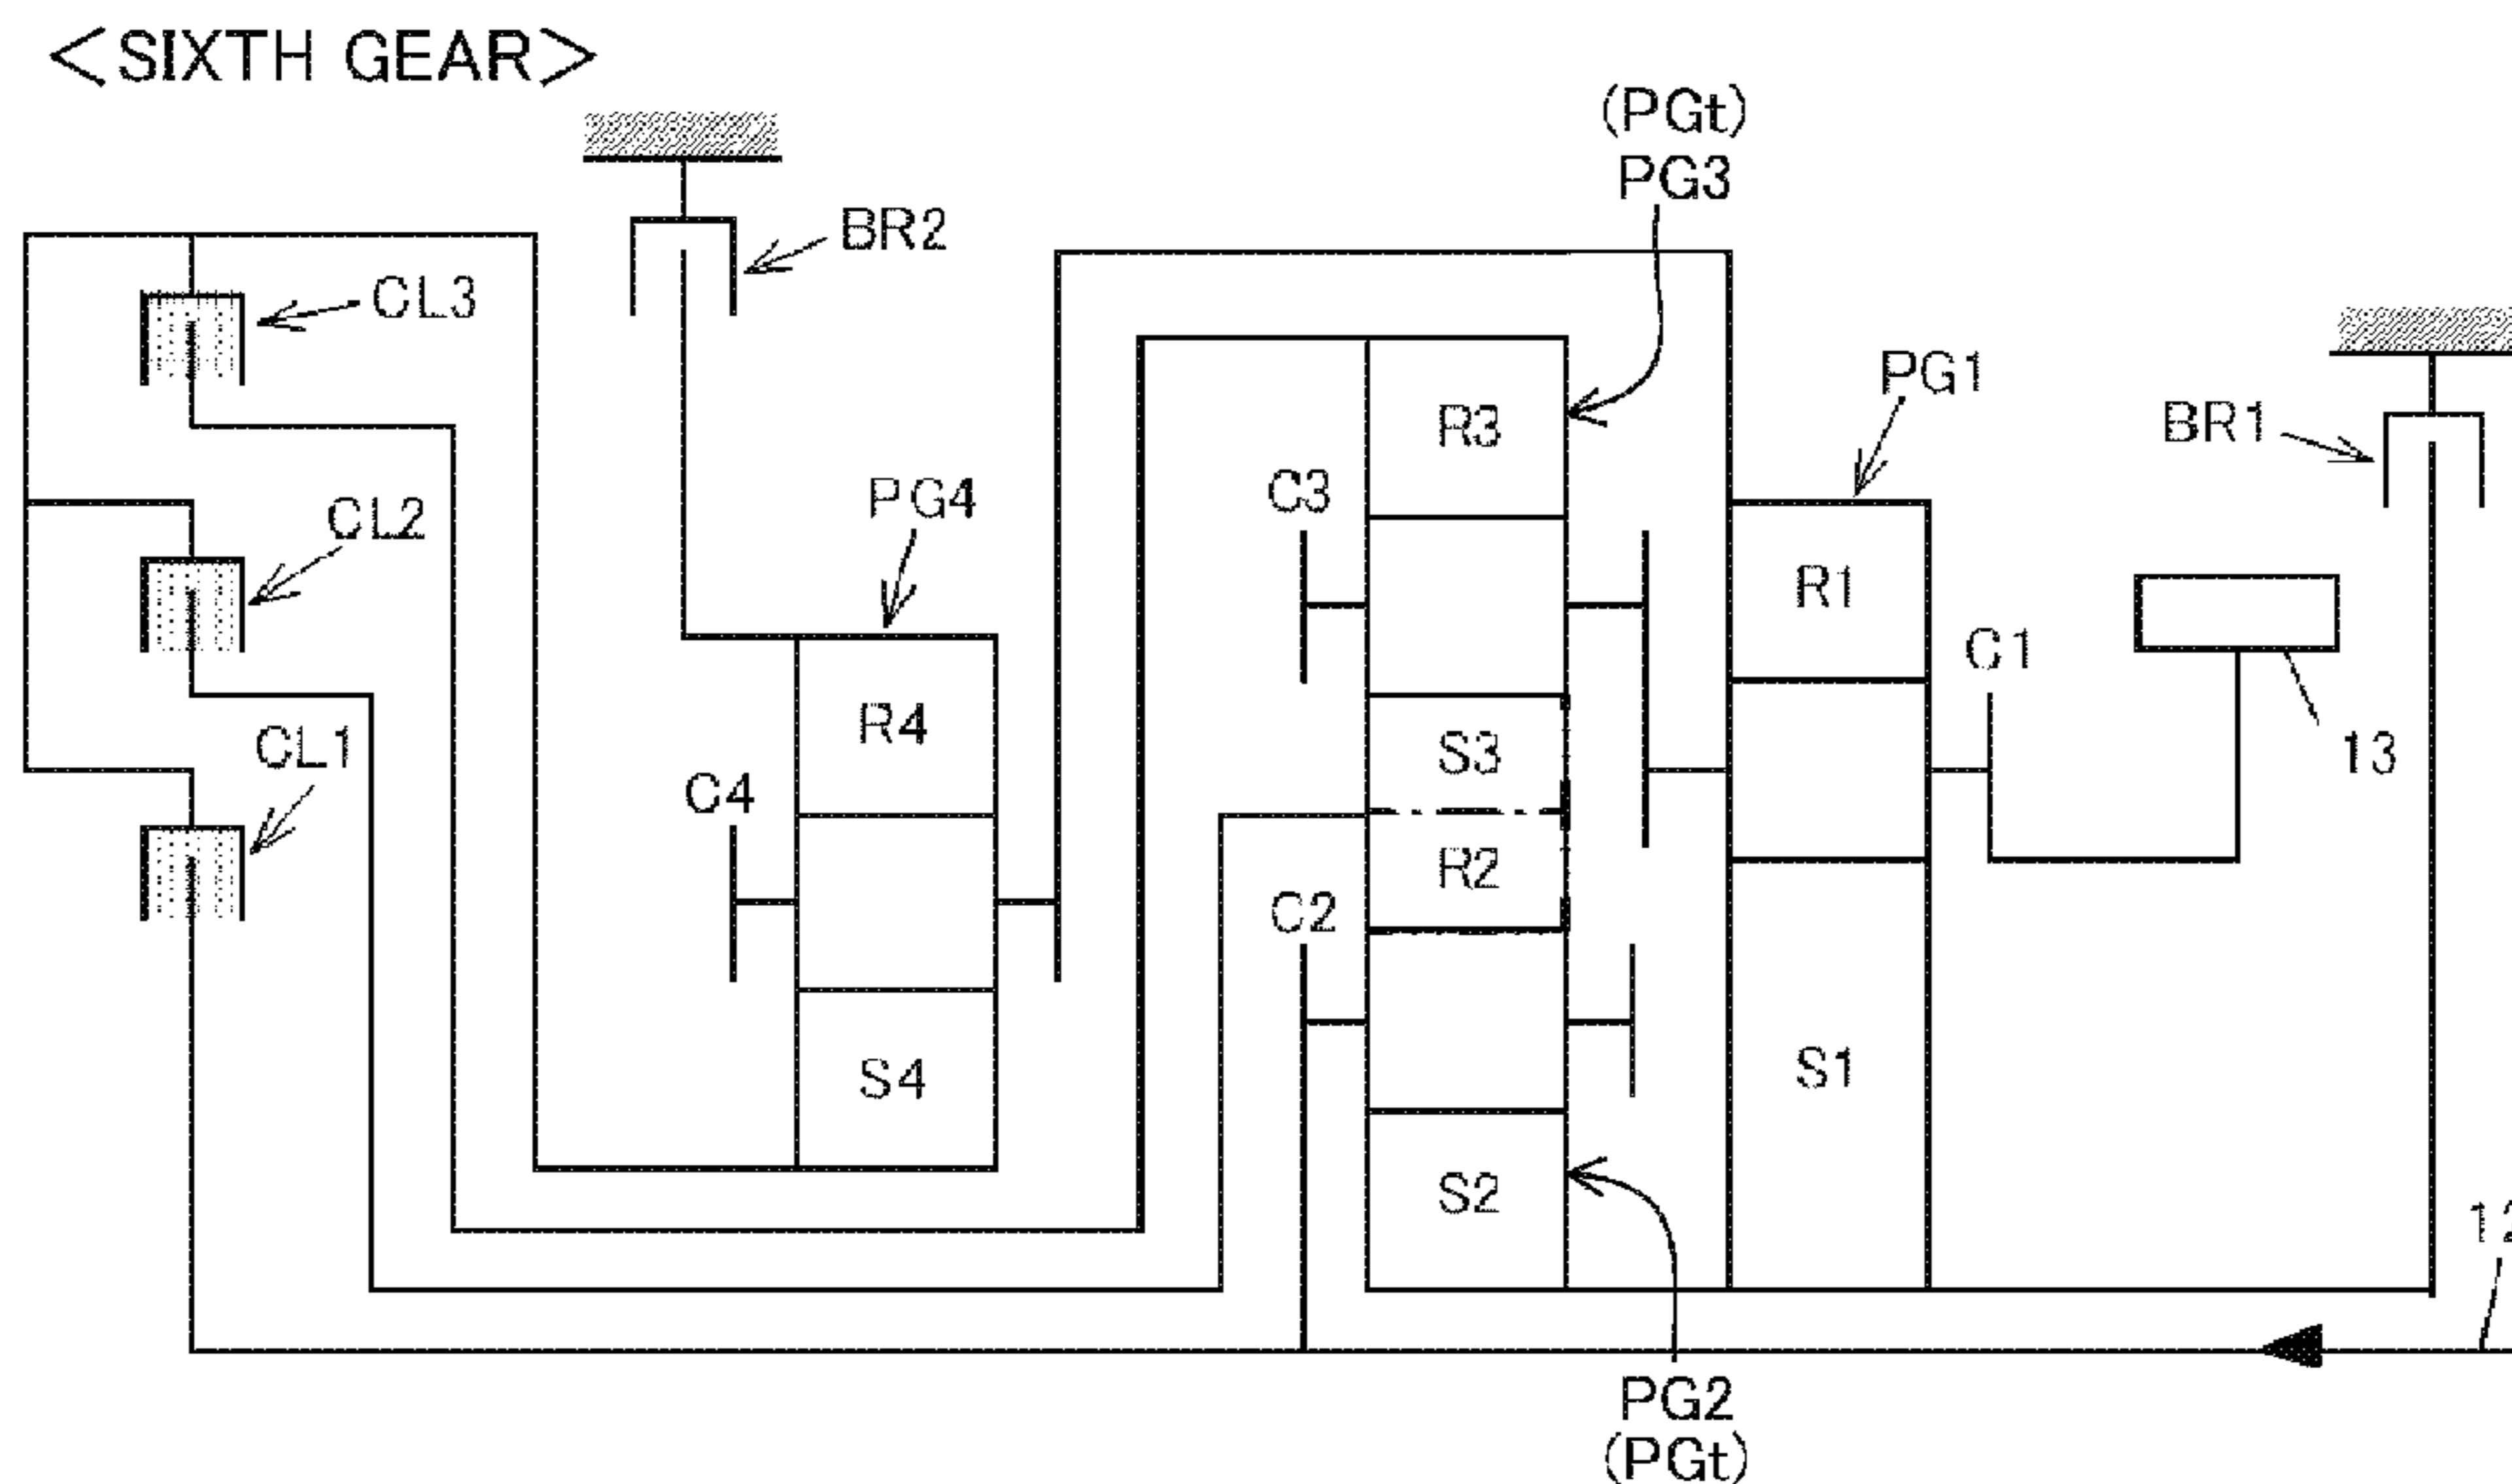 <SIXTH GEAR>
(PGt)
PG3
BR2
CL3
PG1
BR1
R3
C3
PG4
CL2
R1
C1
R4
CL1
S3
13
C4
R2
C2
S4
S1
S2
12
PG2
(PGt)